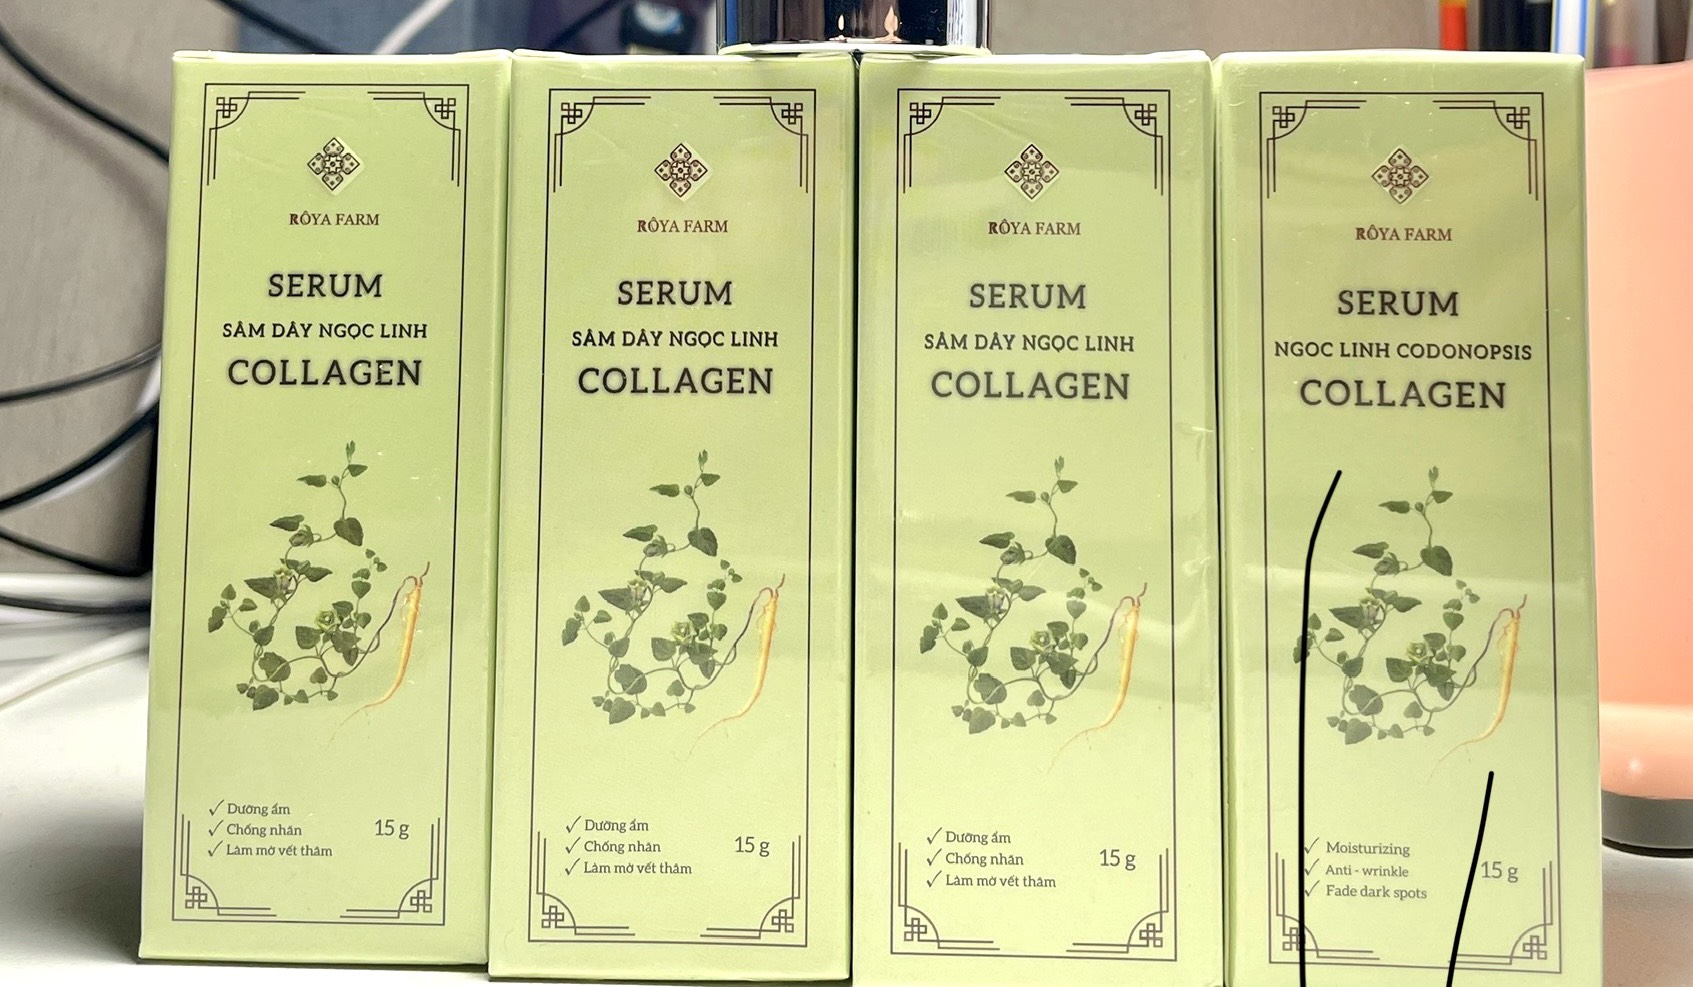 RÔYA FARM
SERUM
SÂM DÂY NGỌC LINH
COLLAGEN
✓ Dưỡng ẩm
✓ Chống nhăn
✓ Làm mờ vết thâm
15 g
RÔYA FARM
SERUM
SÂM DÂY NGỌC LINH
COLLAGEN
✓ Dưỡng ẩm
✓ Chống nhăn
✓ Làm mờ vết thâm
15 g
RÔYA FARM
SERUM
SÂM DÂY NGỌC LINH
COLLAGEN
✓ Dưỡng ẩm
✓ Chống nhăn
✓ Làm mờ vết thâm
15 g
RÔYA FARM
SERUM
NGOC LINH CODONOPSIS
COLLAGEN
✓ Moisturizing
✓ Anti - wrinkle
✓ Fade dark spots
15 g